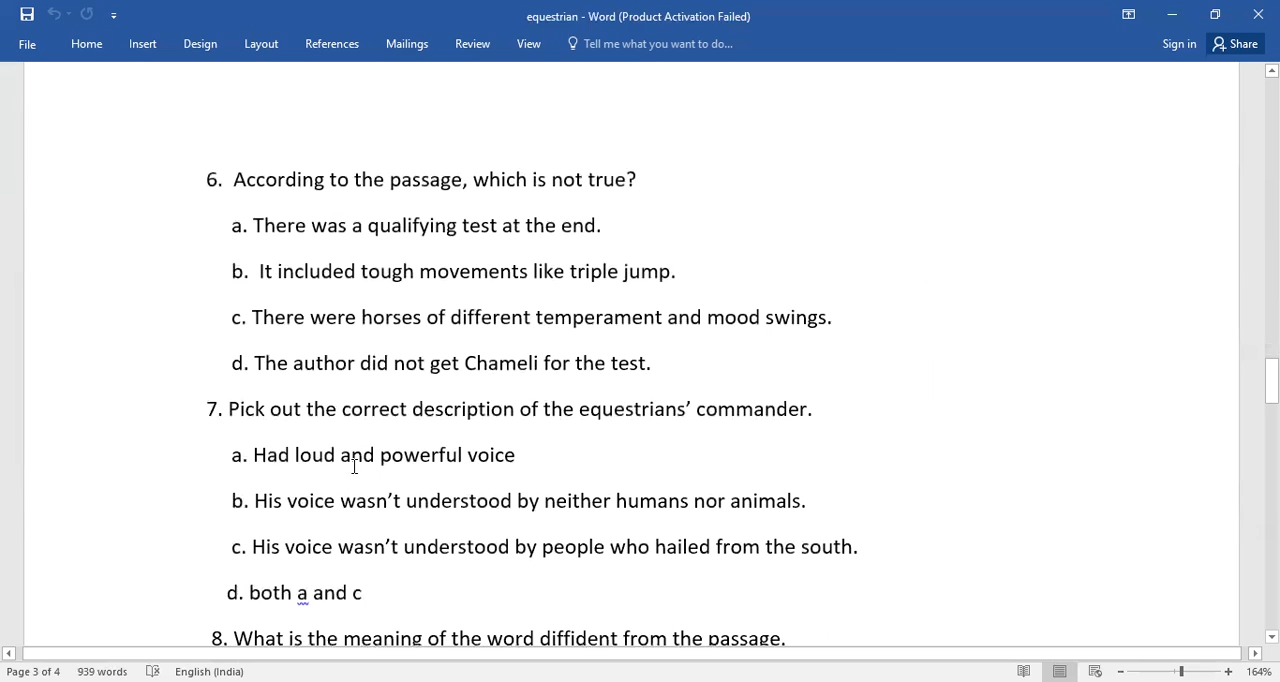 equestrian - Word (Product Activation Failed)
File Home Insert Design Layout References Mailings Review View Tell me what you want to do... Sign in Share
6. According to the passage, which is not true?
a. There was a qualifying test at the end.
b. It included tough movements like triple jump.
c. There were horses of different temperament and mood swings.
d. The author did not get Chameli for the test.
7. Pick out the correct description of the equestrians’ commander.
a. Had loud and powerful voice
b. His voice wasn’t understood by neither humans nor animals.
c. His voice wasn’t understood by people who hailed from the south.
d. both a and c
8. What is the meaning of the word diffident from the passage.
Page 3 of 4 939 words English (India) 164%